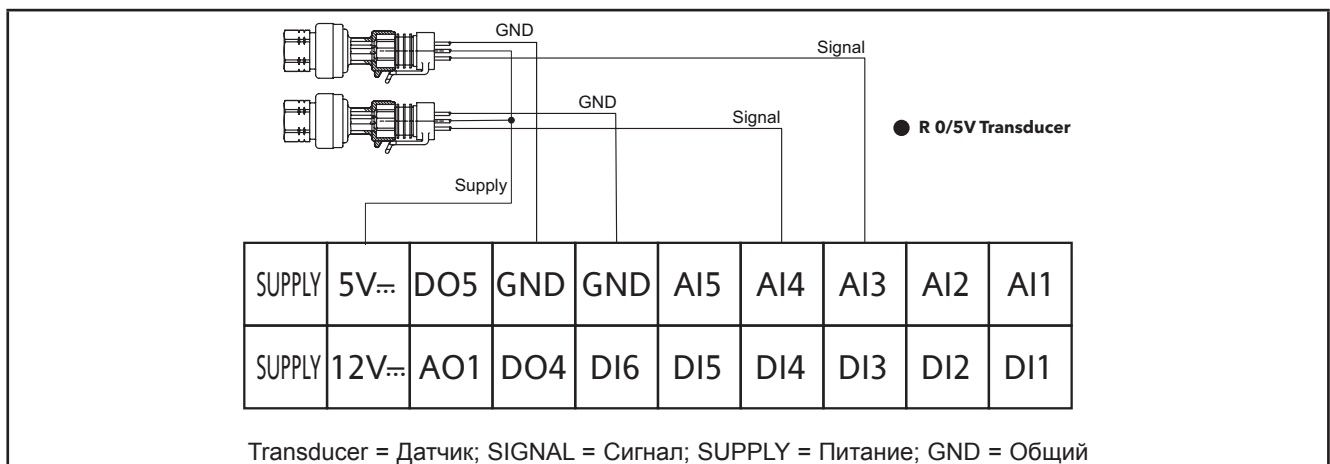 GND
Signal
GND
Signal
● R 0/5V Transducer
Supply
SUPPLY 5V⎓ DO5 GND GND AI5 AI4 AI3 AI2 AI1
SUPPLY 12V⎓ AO1 DO4 DI6 DI5 DI4 DI3 DI2 DI1
Transducer = Датчик; SIGNAL = Сигнал; SUPPLY = Питание; GND = Общий